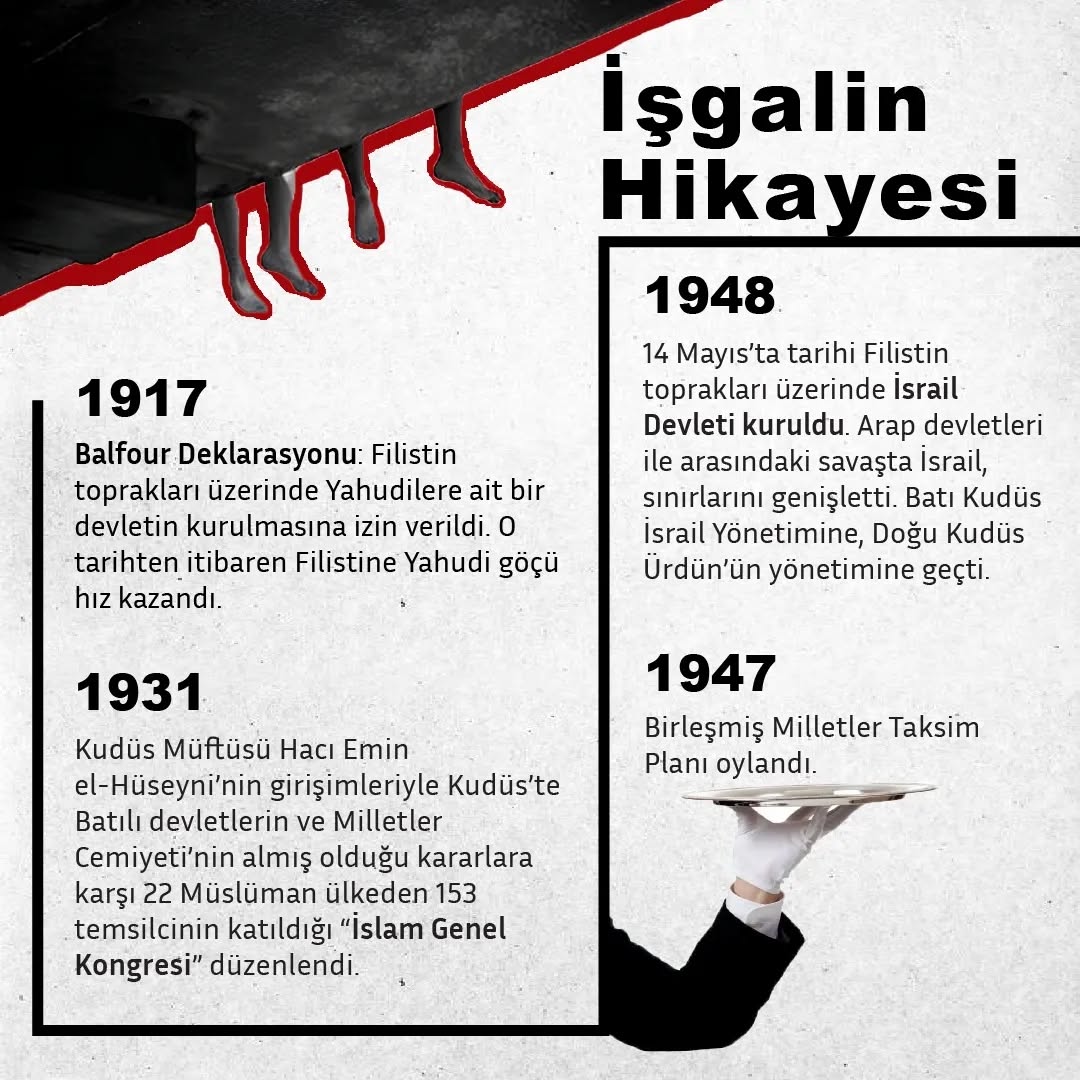 İşgalin
Hikayesi
1917
Balfour Deklarasyonu: Filistin
toprakları üzerinde Yahudilere ait bir
devletin kurulmasına izin verildi. O
tarihten itibaren Filistine Yahudi göçü
hız kazandı.
1931
Kudüs Müftüsü Hacı Emin
el-Hüseyni’nin girişimleriyle Kudüs’te
Batılı devletlerin ve Milletler
Cemiyeti’nin almış olduğu kararlara
karşı 22 Müslüman ülkeden 153
temsilcinin katıldığı “İslam Genel
Kongresi” düzenlendi.
1948
14 Mayıs’ta tarihi Filistin
toprakları üzerinde İsrail
Devleti kuruldu. Arap devletleri
ile arasındaki savaşta İsrail,
sınırlarını genişletti. Batı Kudüs
İsrail Yönetimine, Doğu Kudüs
Ürdün’ün yönetimine geçti.
1947
Birleşmiş Milletler Taksim
Planı oylandı.